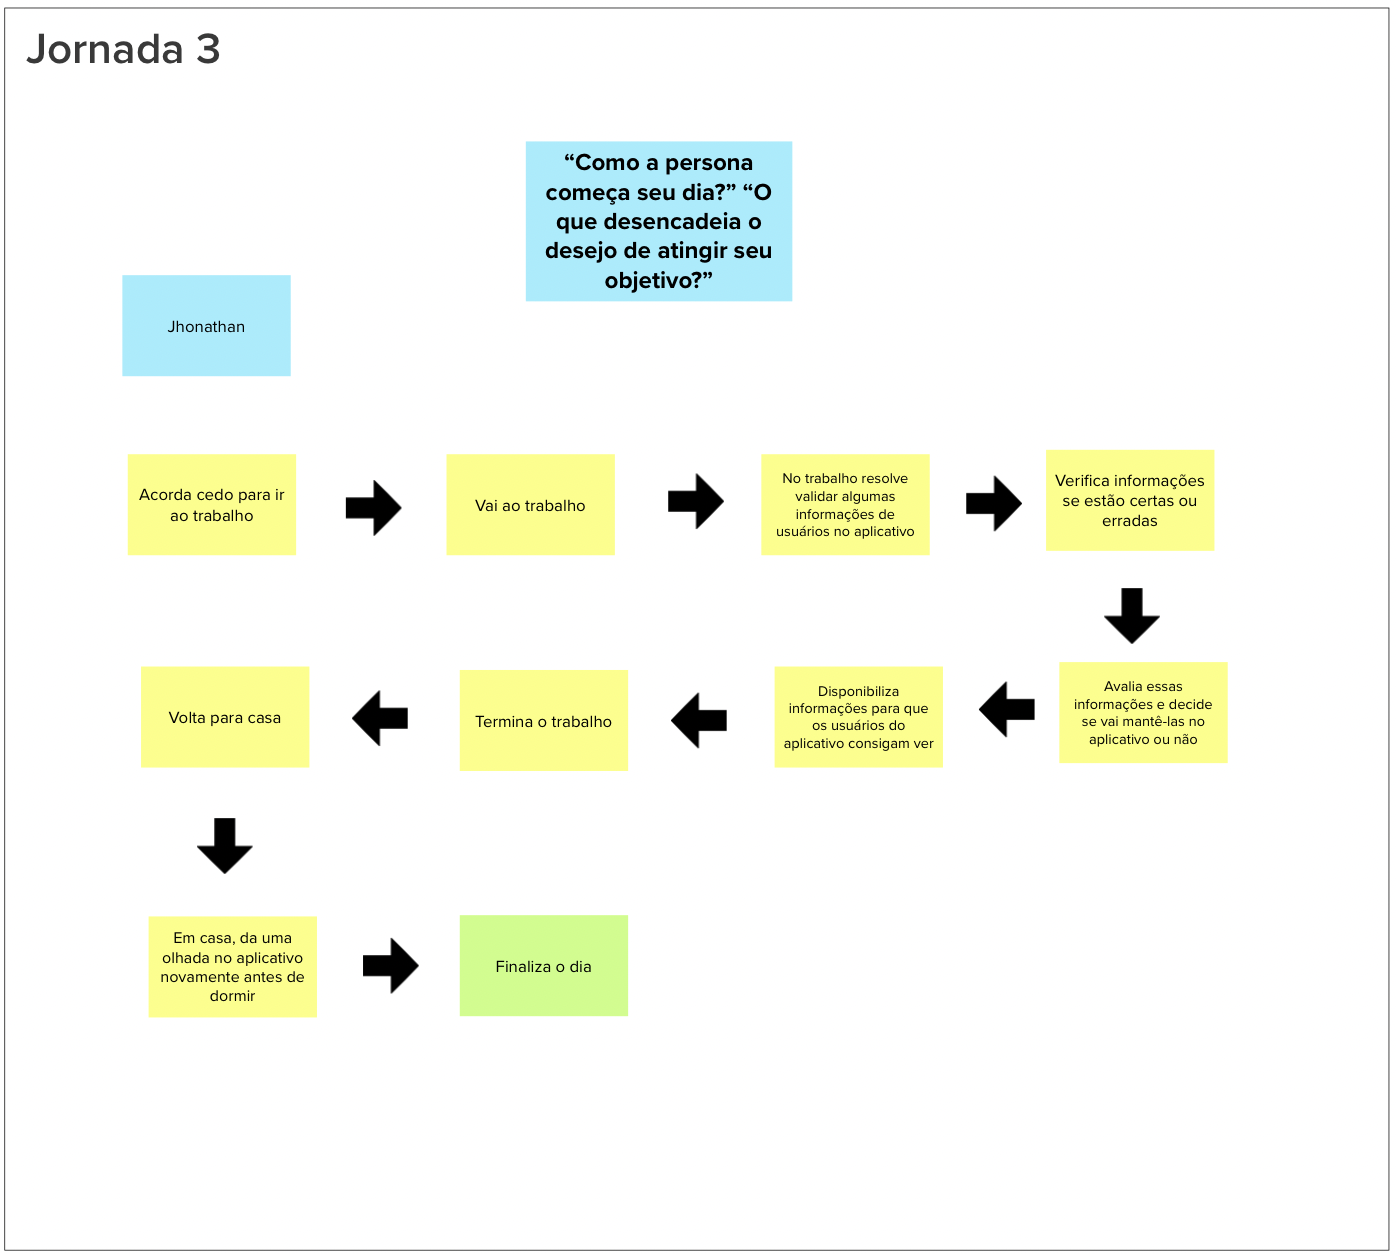 Jornada 3
“Como a persona
começa seu dia?” “O
que desencadeia o
desejo de atingir seu
objetivo?”
Jhonathan
Acorda cedo para ir
ao trabalho
Vai ao trabalho
No trabalho resolve
validar algumas
informações de
usuários no aplicativo
Verifica informações
se estão certas ou
erradas
Avalia essas
informações e decide
se vai mantê-las no
aplicativo ou não
Disponibiliza
informações para que
os usuários do
aplicativo consigam ver
Termina o trabalho
Volta para casa
Em casa, da uma
olhada no aplicativo
novamente antes de
dormir
Finaliza o dia